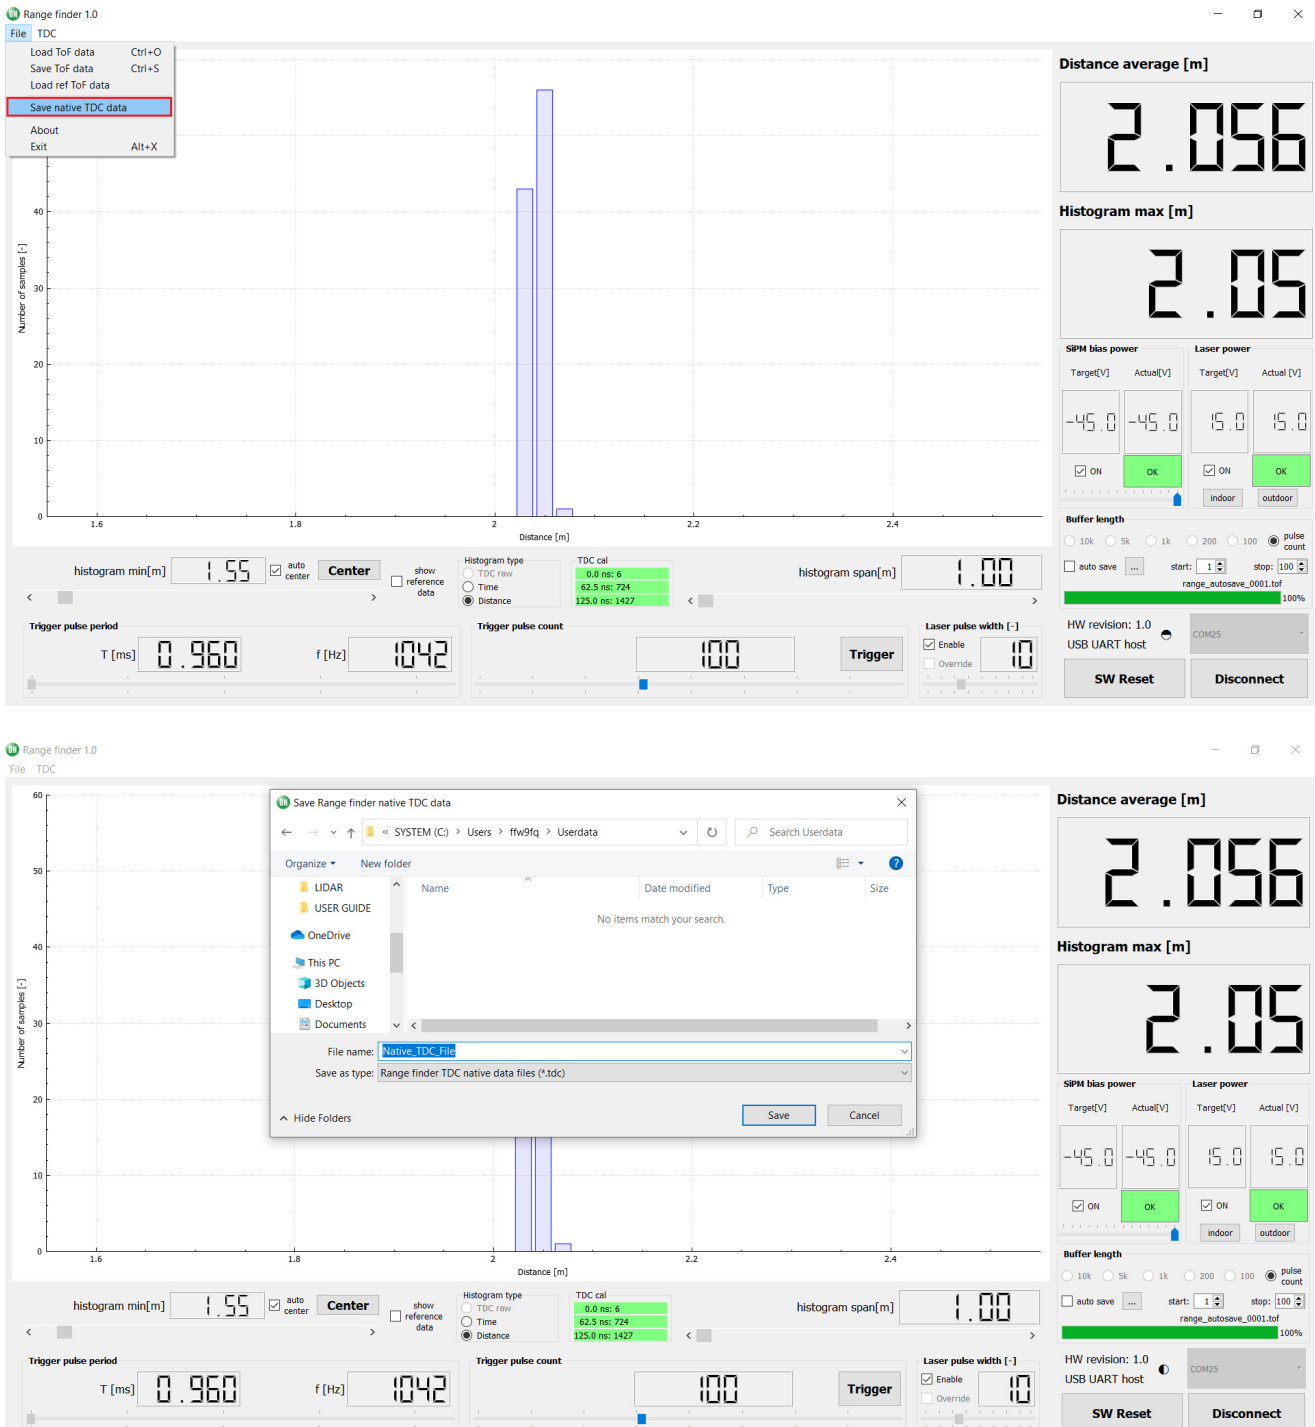 Range finder 1.0
File TDC
Load ToF data Ctrl+O
Save ToF data Ctrl+S
Load ref ToF data
Save native TDC data
About
Exit Alt+X
40
30
20
10
0
Number of samples [-]
1.6 1.8 2 2.2 2.4
Distance [m]
Distance average [m]
2.056
Histogram max [m]
2.05
SiPM bias power Laser power
Target[V] Actual[V] Target[V] Actual [V]
-45.0 -45.0 15.0 15.0
ON OK ON OK
indoor outdoor
Buffer length
10k 5k 1k 200 100 pulse count
auto save ... start: 1 stop: 100
range_autosave_0001.tof
100%
histogram min[m] 1.55 auto center Center
show reference data
Histogram type
TDC raw
Time
Distance
TDC cal
0.0 ns: 6
62.5 ns: 724
125.0 ns: 1427
histogram span[m] 1.00
Trigger pulse period
T [ms] 0.960 f [Hz] 1042
Trigger pulse count
100 Trigger
Laser pulse width [-]
Enable
Override
10
HW revision: 1.0
USB UART host
COM25
SW Reset Disconnect
Range finder 1.0
File TDC
60
50
40
30
20
10
0
Number of samples [-]
1.6 1.8 2 2.2 2.4
Distance [m]
Save Range finder native TDC data
« SYSTEM (C:) > Users > ffw9fq > Userdata
Search Userdata
Organize New folder
LIDAR
USER GUIDE
OneDrive
This PC
3D Objects
Desktop
Documents
Name Date modified Type Size
No items match your search.
File name: Native_TDC_File
Save as type: Range finder TDC native data files (*.tdc)
Hide Folders
Save Cancel
Distance average [m]
2.056
Histogram max [m]
2.05
SiPM bias power Laser power
Target[V] Actual[V] Target[V] Actual [V]
-45.0 -45.0 15.0 15.0
ON OK ON OK
indoor outdoor
Buffer length
10k 5k 1k 200 100 pulse count
auto save ... start: 1 stop: 100
range_autosave_0001.tof
100%
histogram min[m] 1.55 auto center Center
show reference data
Histogram type
TDC raw
Time
Distance
TDC cal
0.0 ns: 6
62.5 ns: 724
125.0 ns: 1427
histogram span[m] 1.00
Trigger pulse period
T [ms] 0.960 f [Hz] 1042
Trigger pulse count
100 Trigger
Laser pulse width [-]
Enable
Override
10
HW revision: 1.0
USB UART host
COM25
SW Reset Disconnect